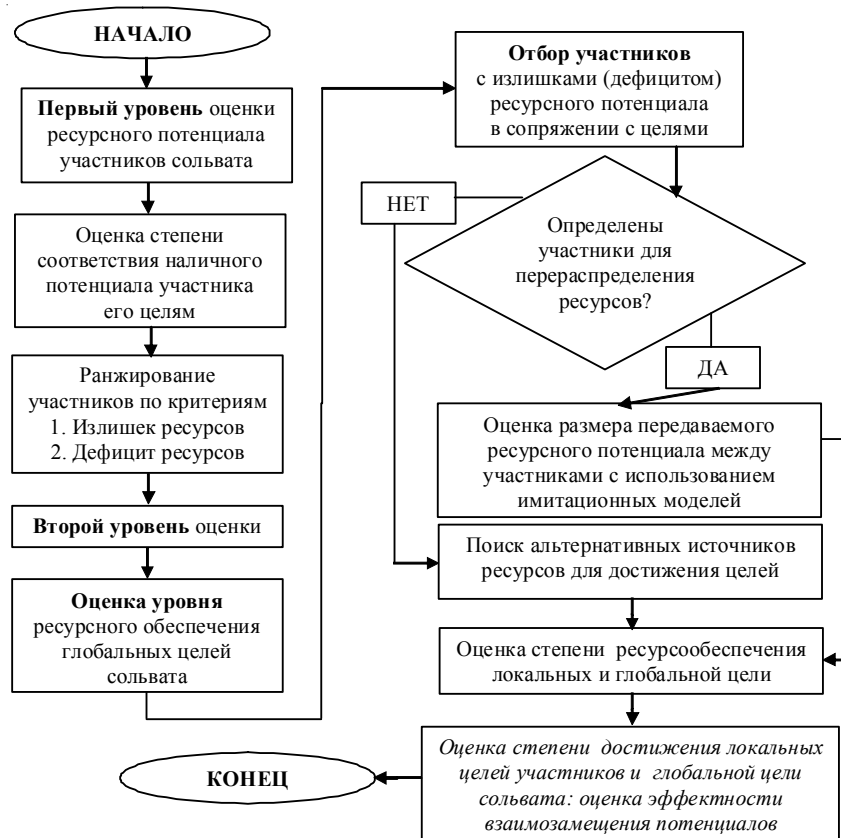 НАЧАЛО
Первый уровень оценки
ресурсного потенциала
участников сольвата
Оценка степени
соответствия наличного
потенциала участника
его целям
Ранжирование
участников по критериям
1. Излишек ресурсов
2. Дефицит ресурсов
Второй уровень оценки
Оценка уровня
ресурсного обеспечения
глобальных целей
сольвата
Отбор участников
с излишками (дефицитом)
ресурсного потенциала
в сопряжении с целями
НЕТ
Определены
участники для
перераспределения
ресурсов?
ДА
Оценка размера передаваемого
ресурсного потенциала между
участниками с использованием
имитационных моделей
Поиск альтернативных источников
ресурсов для достижения целей
Оценка степени ресурсообеспечения
локальных и глобальной цели
Оценка степени достижения локальных
целей участников и глобальной цели
сольвата: оценка эффектности
взаимозамещения потенциалов
КОНЕЦ